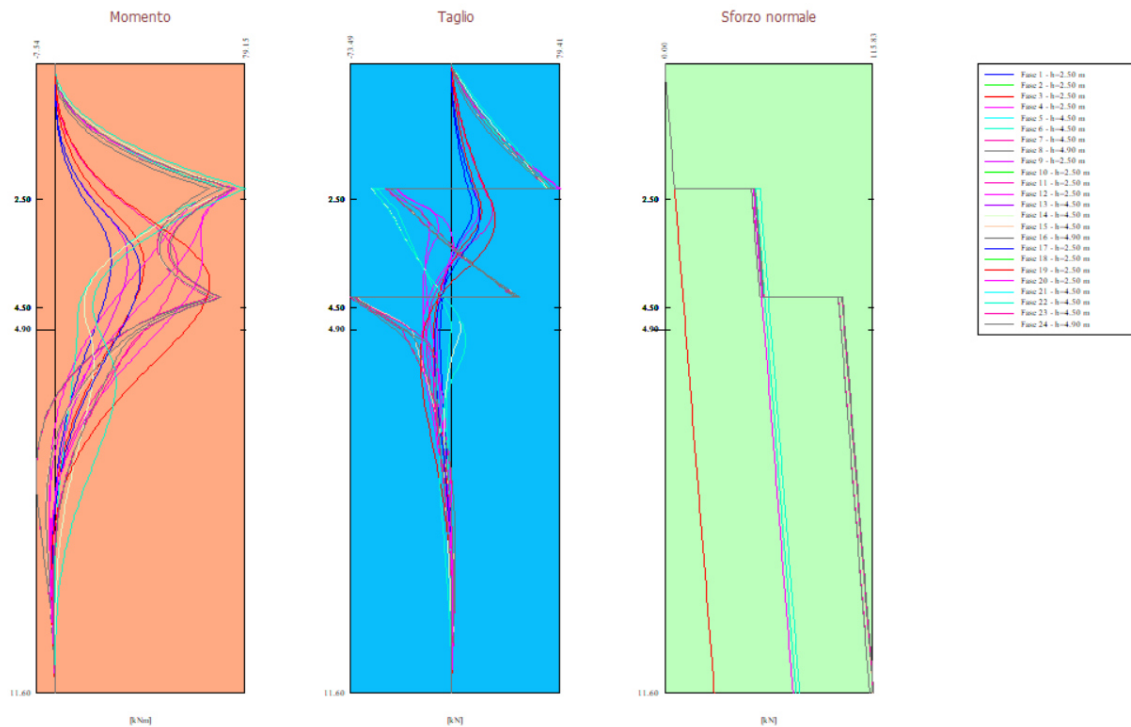 Momento
Taglio
Sforzo normale
-7.54
79.15
-73.49
79.41
0.00
115.83
2.50
4.50
4.90
11.60
[kNm]
2.50
4.50
4.90
11.60
[kN]
2.50
4.50
4.90
11.60
[kN]
Fase 1 - h=2.50 m
Fase 2 - h=2.50 m
Fase 3 - h=2.50 m
Fase 4 - h=2.50 m
Fase 5 - h=4.50 m
Fase 6 - h=4.50 m
Fase 7 - h=4.50 m
Fase 8 - h=4.90 m
Fase 9 - h=2.50 m
Fase 10 - h=2.50 m
Fase 11 - h=2.50 m
Fase 12 - h=2.50 m
Fase 13 - h=4.50 m
Fase 14 - h=4.50 m
Fase 15 - h=4.50 m
Fase 16 - h=4.90 m
Fase 17 - h=2.50 m
Fase 18 - h=2.50 m
Fase 19 - h=2.50 m
Fase 20 - h=2.50 m
Fase 21 - h=4.50 m
Fase 22 - h=4.50 m
Fase 23 - h=4.50 m
Fase 24 - h=4.90 m